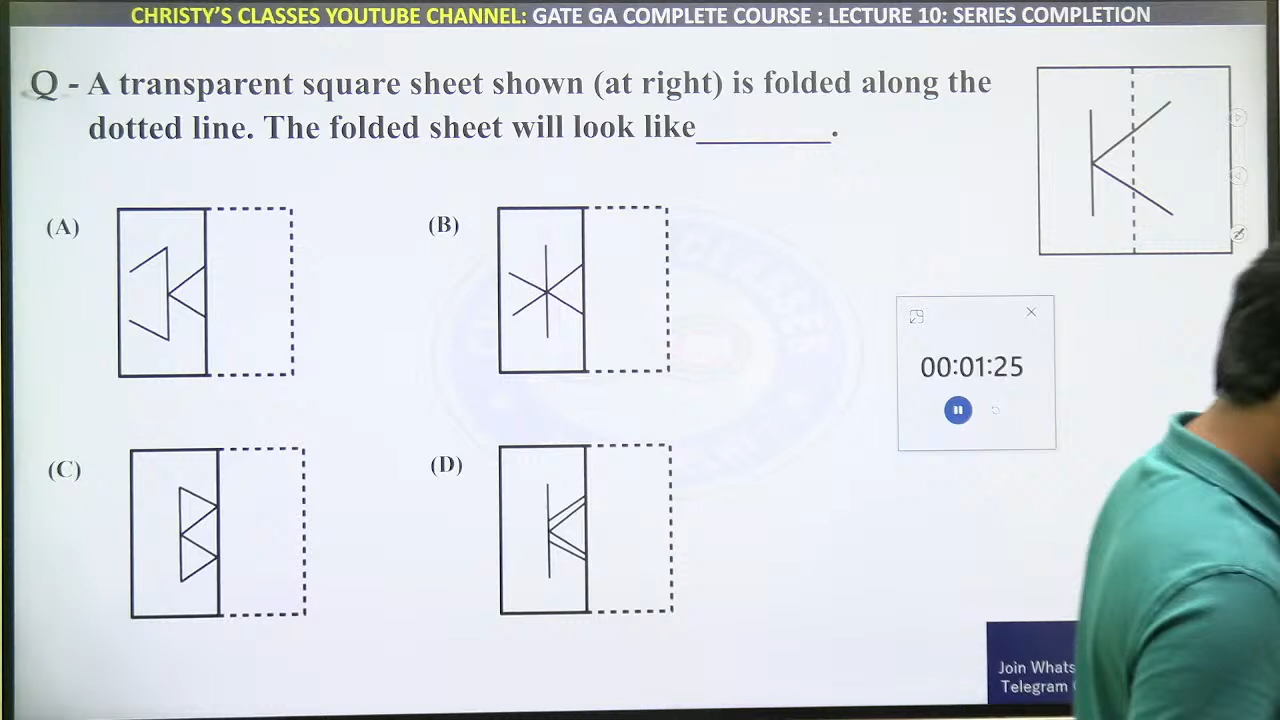 CHRISTY'S CLASSES YOUTUBE CHANNEL: GATE GA COMPLETE COURSE : LECTURE 10: SERIES COMPLETION
Q - A transparent square sheet shown (at right) is folded along the
dotted line. The folded sheet will look like________.
(A)
(B)
00:01:25
(C)
(D)
Join Whats
Telegram